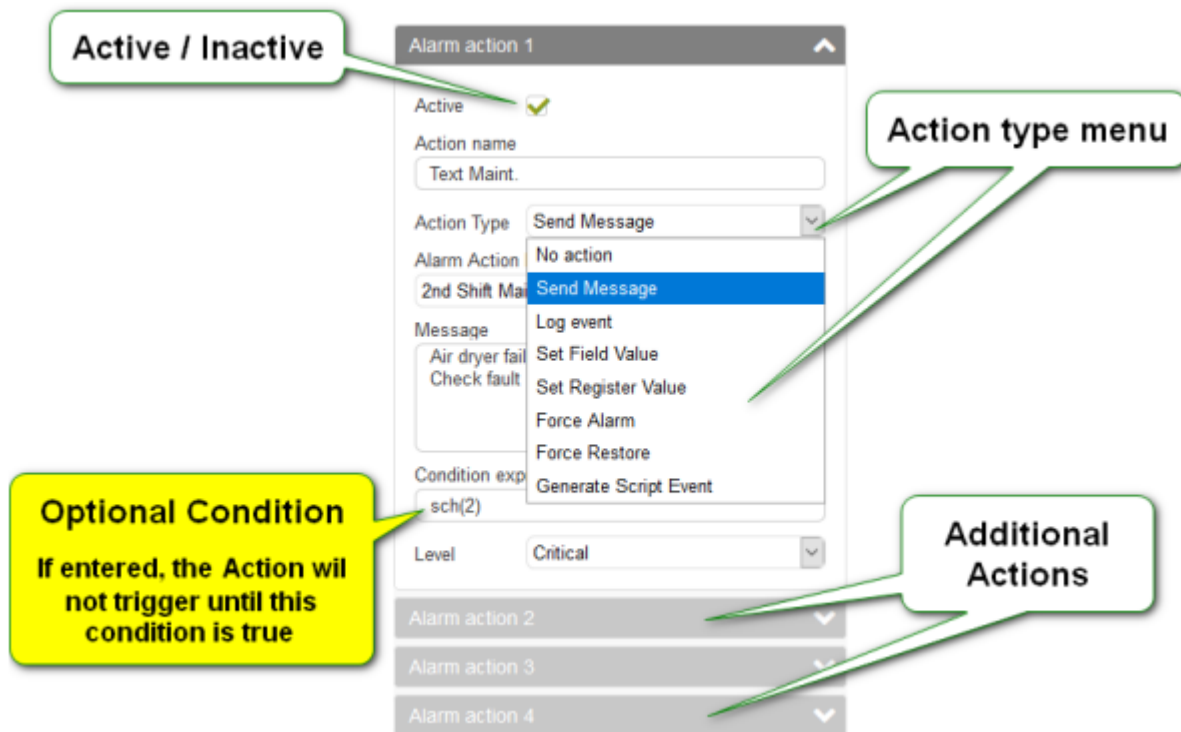 Active / Inactive
Alarm action 1
Active
Action type menu
Action name
Text Maint.
Action Type
Send Message
No action
Alarm Action
2nd Shift Mai
Send Message
Log event
Message
Air dryer fail
Set Field Value
Check fault
Set Register Value
Force Alarm
Force Restore
Condition exp
Generate Script Event
sch(2)
Optional Condition
If entered, the Action wil
not trigger until this
condition is true
Level
Critical
Additional
Actions
Alarm action 2
Alarm action 3
Alarm action 4